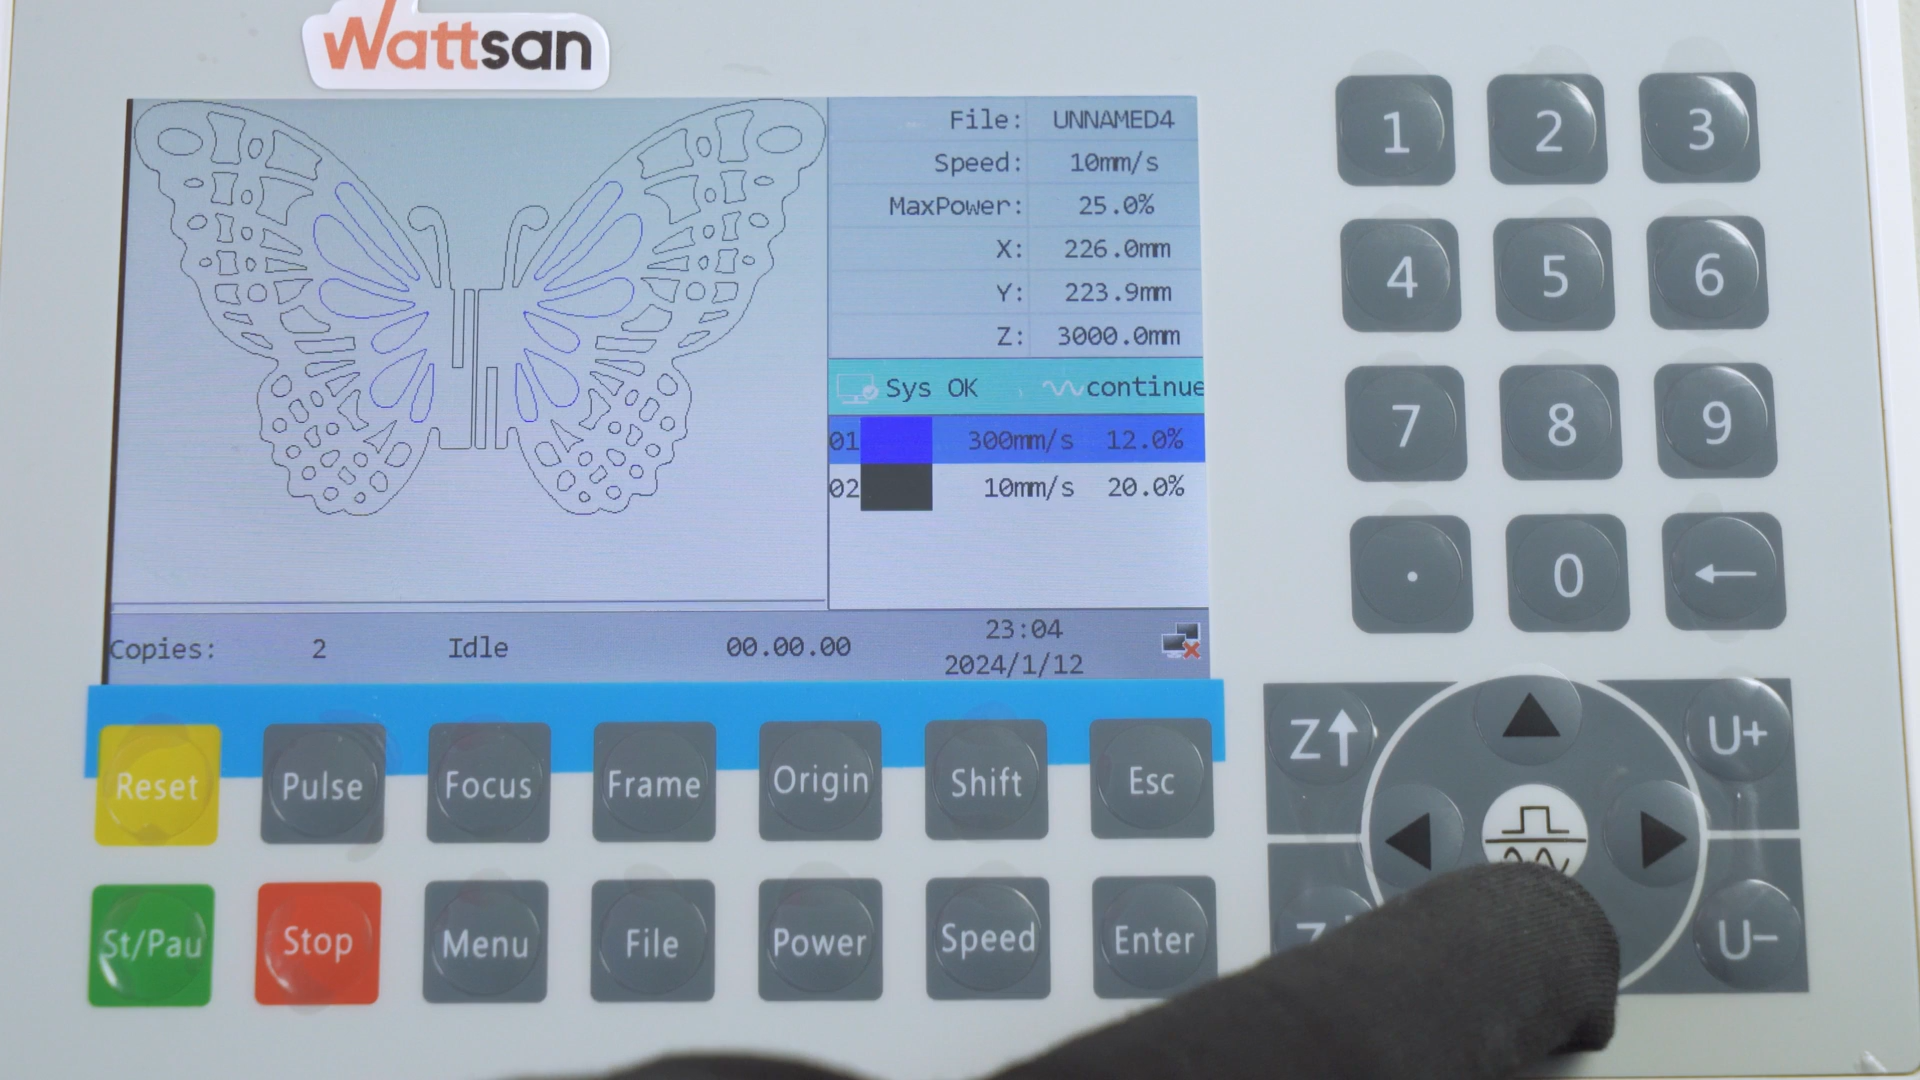 Wattsan
File: UNNAMED4
Speed: 10mm/s
MaxPower: 25.0%
X: 226.0mm
Y: 223.9mm
Z: 3000.0mm
Sys OK continue
01 300mm/s 12.0%
02 10mm/s 20.0%
Copies: 2 Idle 00.00.00 23:04
2024/1/12
1 2 3
4 5 6
7 8 9
. 0 ←
Reset Pulse Focus Frame Origin Shift Esc
St/Pau Stop Menu File Power Speed Enter
Z↑ U+
Z U−